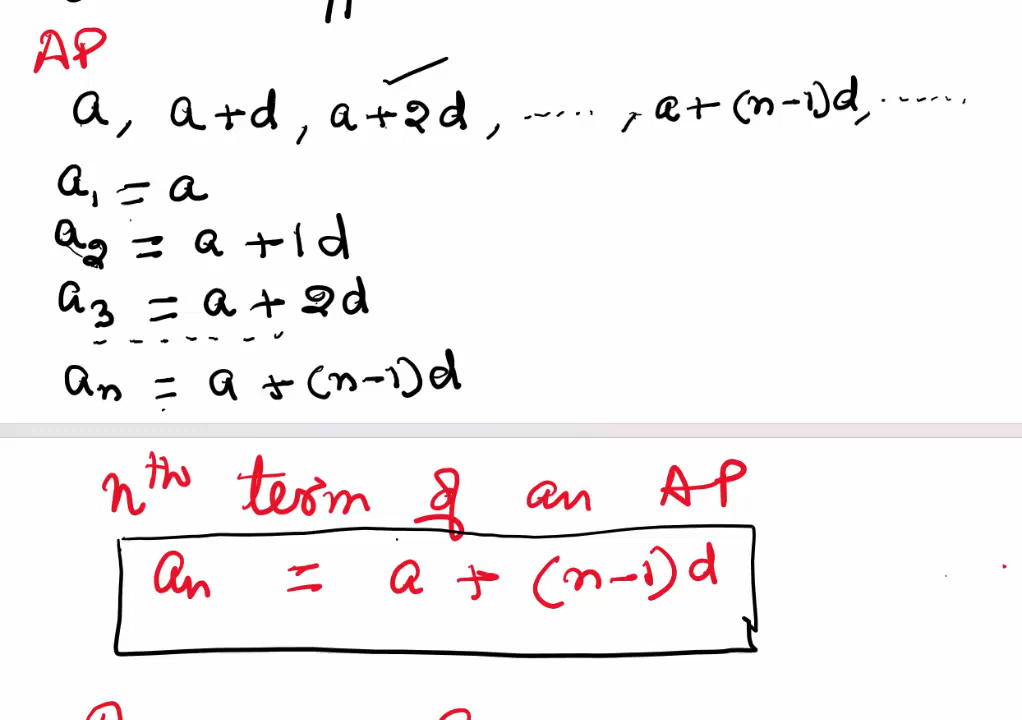 AP
a, a+d, a+2d, ......, a+(n-1)d, ......
a₁ = a
a₂ = a + 1d
a₃ = a + 2d
- - - - - - -
aₙ = a + (n-1)d
nᵗʰ term of an AP
aₙ = a + (n-1)d